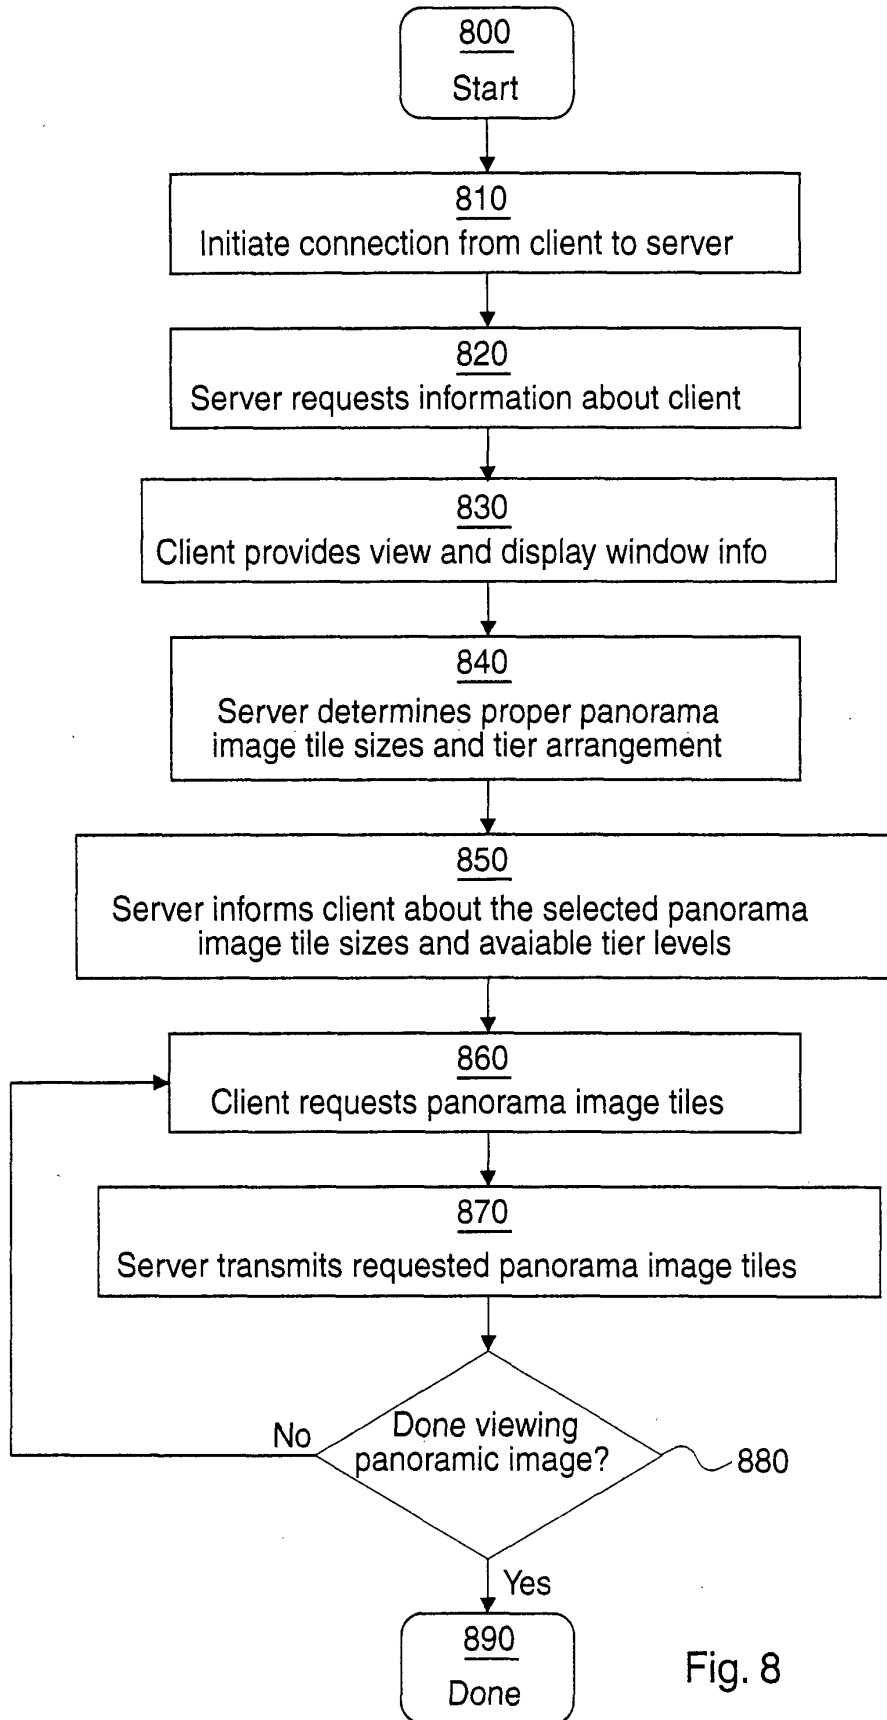 800
Start
810
Initiate connection from client to server
820
Server requests information about client
830
Client provides view and display window info
840
Server determines proper panorama
image tile sizes and tier arrangement
850
Server informs client about the selected panorama
image tile sizes and avaiable tier levels
860
Client requests panorama image tiles
870
Server transmits requested panorama image tiles
Done viewing
panoramic image?
No
880
Yes
890
Done
Fig. 8